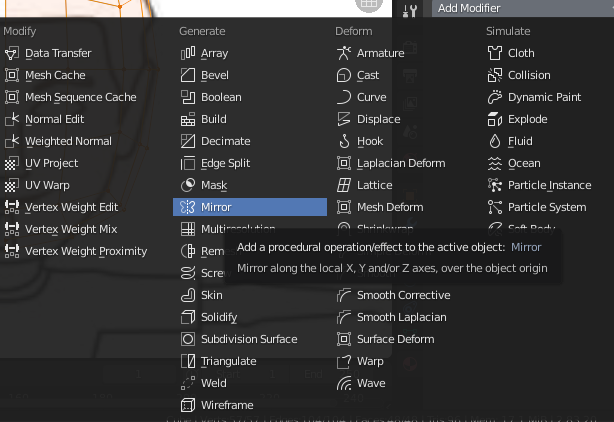 Add Modifier
Modify
Data Transfer
Mesh Cache
Mesh Sequence Cache
Normal Edit
Weighted Normal
UV Project
UV Warp
Vertex Weight Edit
Vertex Weight Mix
Vertex Weight Proximity
Generate
Array
Bevel
Boolean
Build
Decimate
Edge Split
Mask
Mirror
Multiresolution
Rem
Scre
Skin
Solidify
Subdivision Surface
Triangulate
Weld
Wireframe
Deform
Armature
Cast
Curve
Displace
Hook
Laplacian Deform
Lattice
Mesh Deform
Shrinkwrap
Smooth Corrective
Smooth Laplacian
Surface Deform
Warp
Wave
Simulate
Cloth
Collision
Dynamic Paint
Explode
Fluid
Ocean
Particle Instance
Particle System
Soft Body
Add a procedural operation/effect to the active object: Mirror
Mirror along the local X, Y and/or Z axes, over the object origin